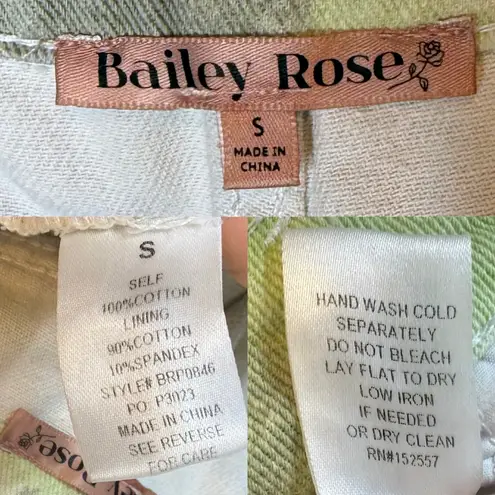 Bailey Rose
S
MADE IN
CHINA
S
SELF
100%COTTON
LINING
90%COTTON
10%SPANDEX
STYLE# BRP0846
PO: P3023
MADE IN CHINA
SEE REVERSE
FOR CARE
ey Rose
HAND WASH COLD
SEPARATELY
DO NOT BLEACH
LAY FLAT TO DRY
LOW IRON
IF NEEDED
OR DRY CLEAN
RN#152557